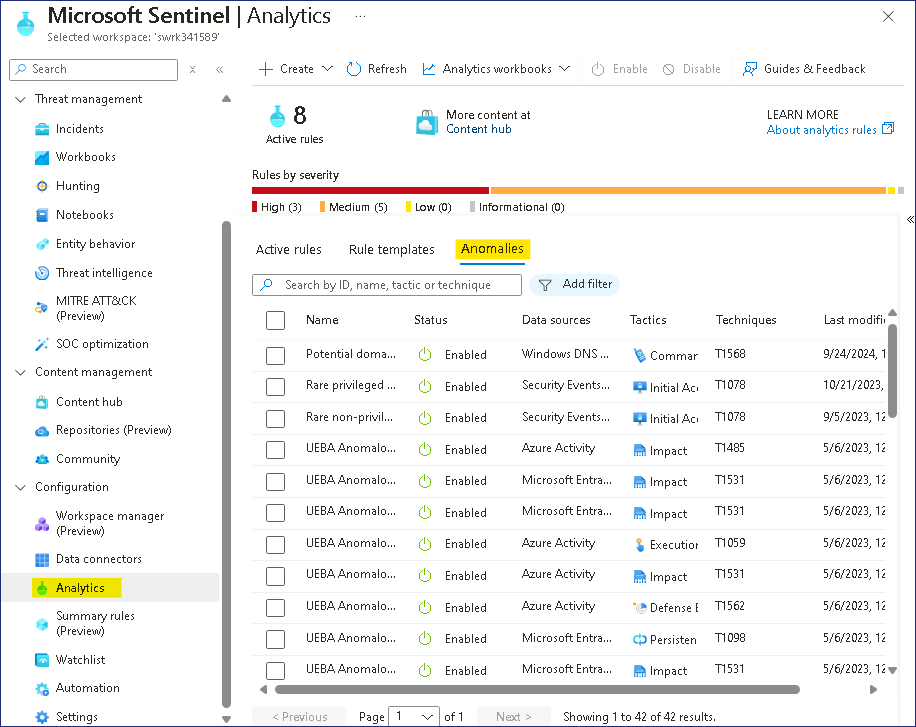 Microsoft Sentinel | Analytics ...
Selected workspace: 'swrk341589'
Search
Threat management
Incidents
Workbooks
Hunting
Notebooks
Entity behavior
Threat intelligence
MITRE ATT&CK
(Preview)
SOC optimization
Content management
Content hub
Repositories (Preview)
Community
Configuration
Workspace manager
(Preview)
Data connectors
Analytics
Summary rules
(Preview)
Watchlist
Automation
Settings
Create Refresh Analytics workbooks Enable Disable Guides & Feedback
8
Active rules
More content at
Content hub
LEARN MORE
About analytics rules
Rules by severity
High (3) Medium (5) Low (0) Informational (0)
Active rules Rule templates Anomalies
Search by ID, name, tactic or technique Add filter
Name Status Data sources Tactics Techniques Last modifi
Potential doma... Enabled Windows DNS ... Commar T1568 9/24/2024, 1
Rare privileged ... Enabled Security Events... Initial Acc T1078 10/21/2023,
Rare non-privil... Enabled Security Events... Initial Acc T1078 9/5/2023, 12
UEBA Anomalo... Enabled Azure Activity Impact T1485 5/6/2023, 12
UEBA Anomalo... Enabled Microsoft Entra... Impact T1531 5/6/2023, 12
UEBA Anomalo... Enabled Microsoft Entra... Impact T1531 5/6/2023, 12
UEBA Anomalo... Enabled Azure Activity Execution T1059 5/6/2023, 12
UEBA Anomalo... Enabled Azure Activity Impact T1531 5/6/2023, 12
UEBA Anomalo... Enabled Azure Activity Defense E T1562 5/6/2023, 12
UEBA Anomalo... Enabled Microsoft Entra... Persisten T1098 5/6/2023, 12
UEBA Anomalo... Enabled Microsoft Entra... Impact T1531 5/6/2023, 12
< Previous Page 1 of 1 Next > Showing 1 to 42 of 42 results.